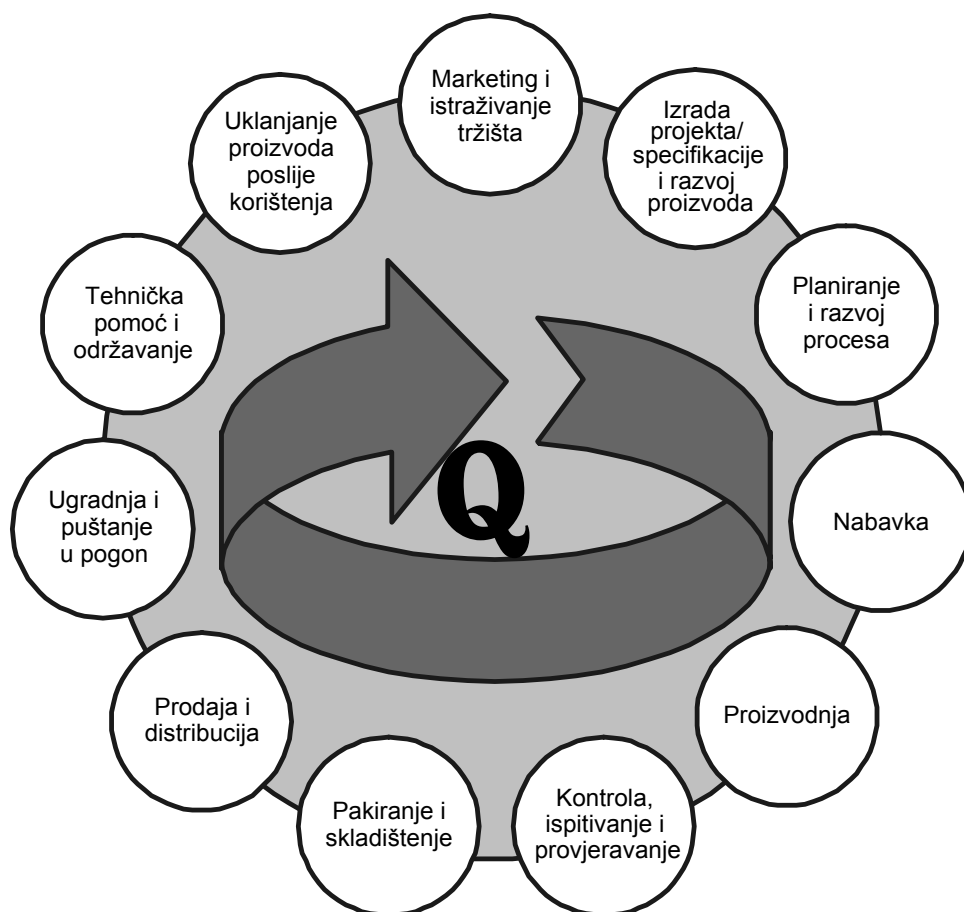 Marketing i
istraživanje
tržišta
Izrada
projekta/
specifikacije
i razvoj
proizvoda
Planiranje
i razvoj
procesa
Nabavka
Proizvodnja
Kontrola,
ispitivanje i
provjeravanje
Pakiranje i
skladištenje
Prodaja i
distribucija
Ugradnja i
puštanje
u pogon
Tehnička
pomoć i
održavanje
Uklanjanje
proizvoda
poslije
korištenja
Q